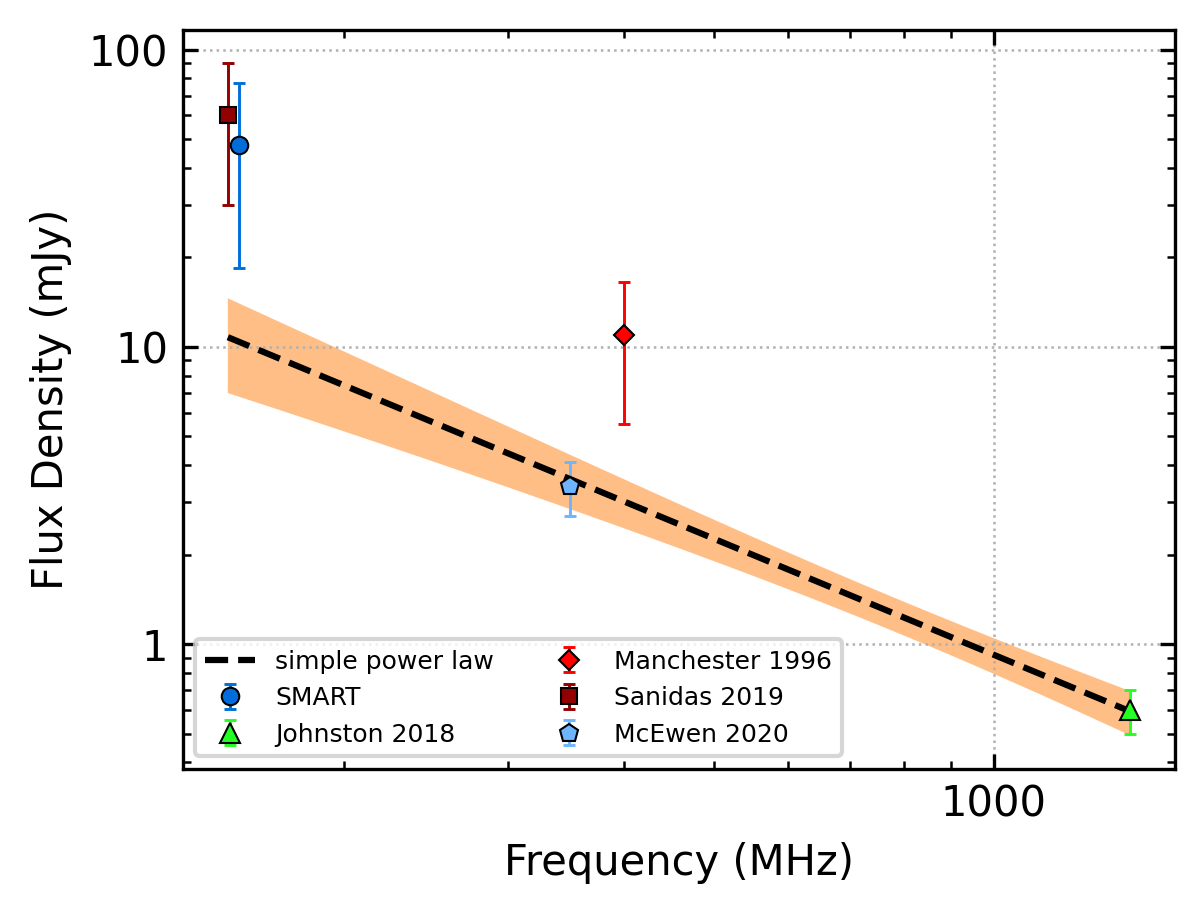 100
10
1
Flux Density (mJy)
simple power law
SMART
Johnston 2018
Manchester 1996
Sanidas 2019
McEwen 2020
1000
Frequency (MHz)